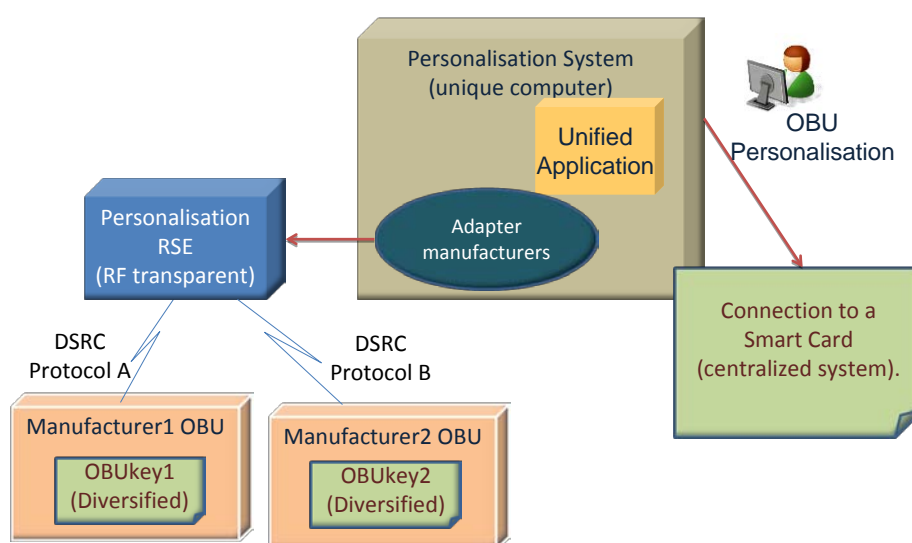 Personalisation System
(unique computer)
Unified
Application
OBU
Personalisation
Personalisation
RSE
(RF transparent)
Adapter
manufacturers
Connection to a
Smart Card
(centralized system).
DSRC
Protocol A
DSRC
Protocol B
Manufacturer1 OBU
OBUkey1
(Diversified)
Manufacturer2 OBU
OBUkey2
(Diversified)